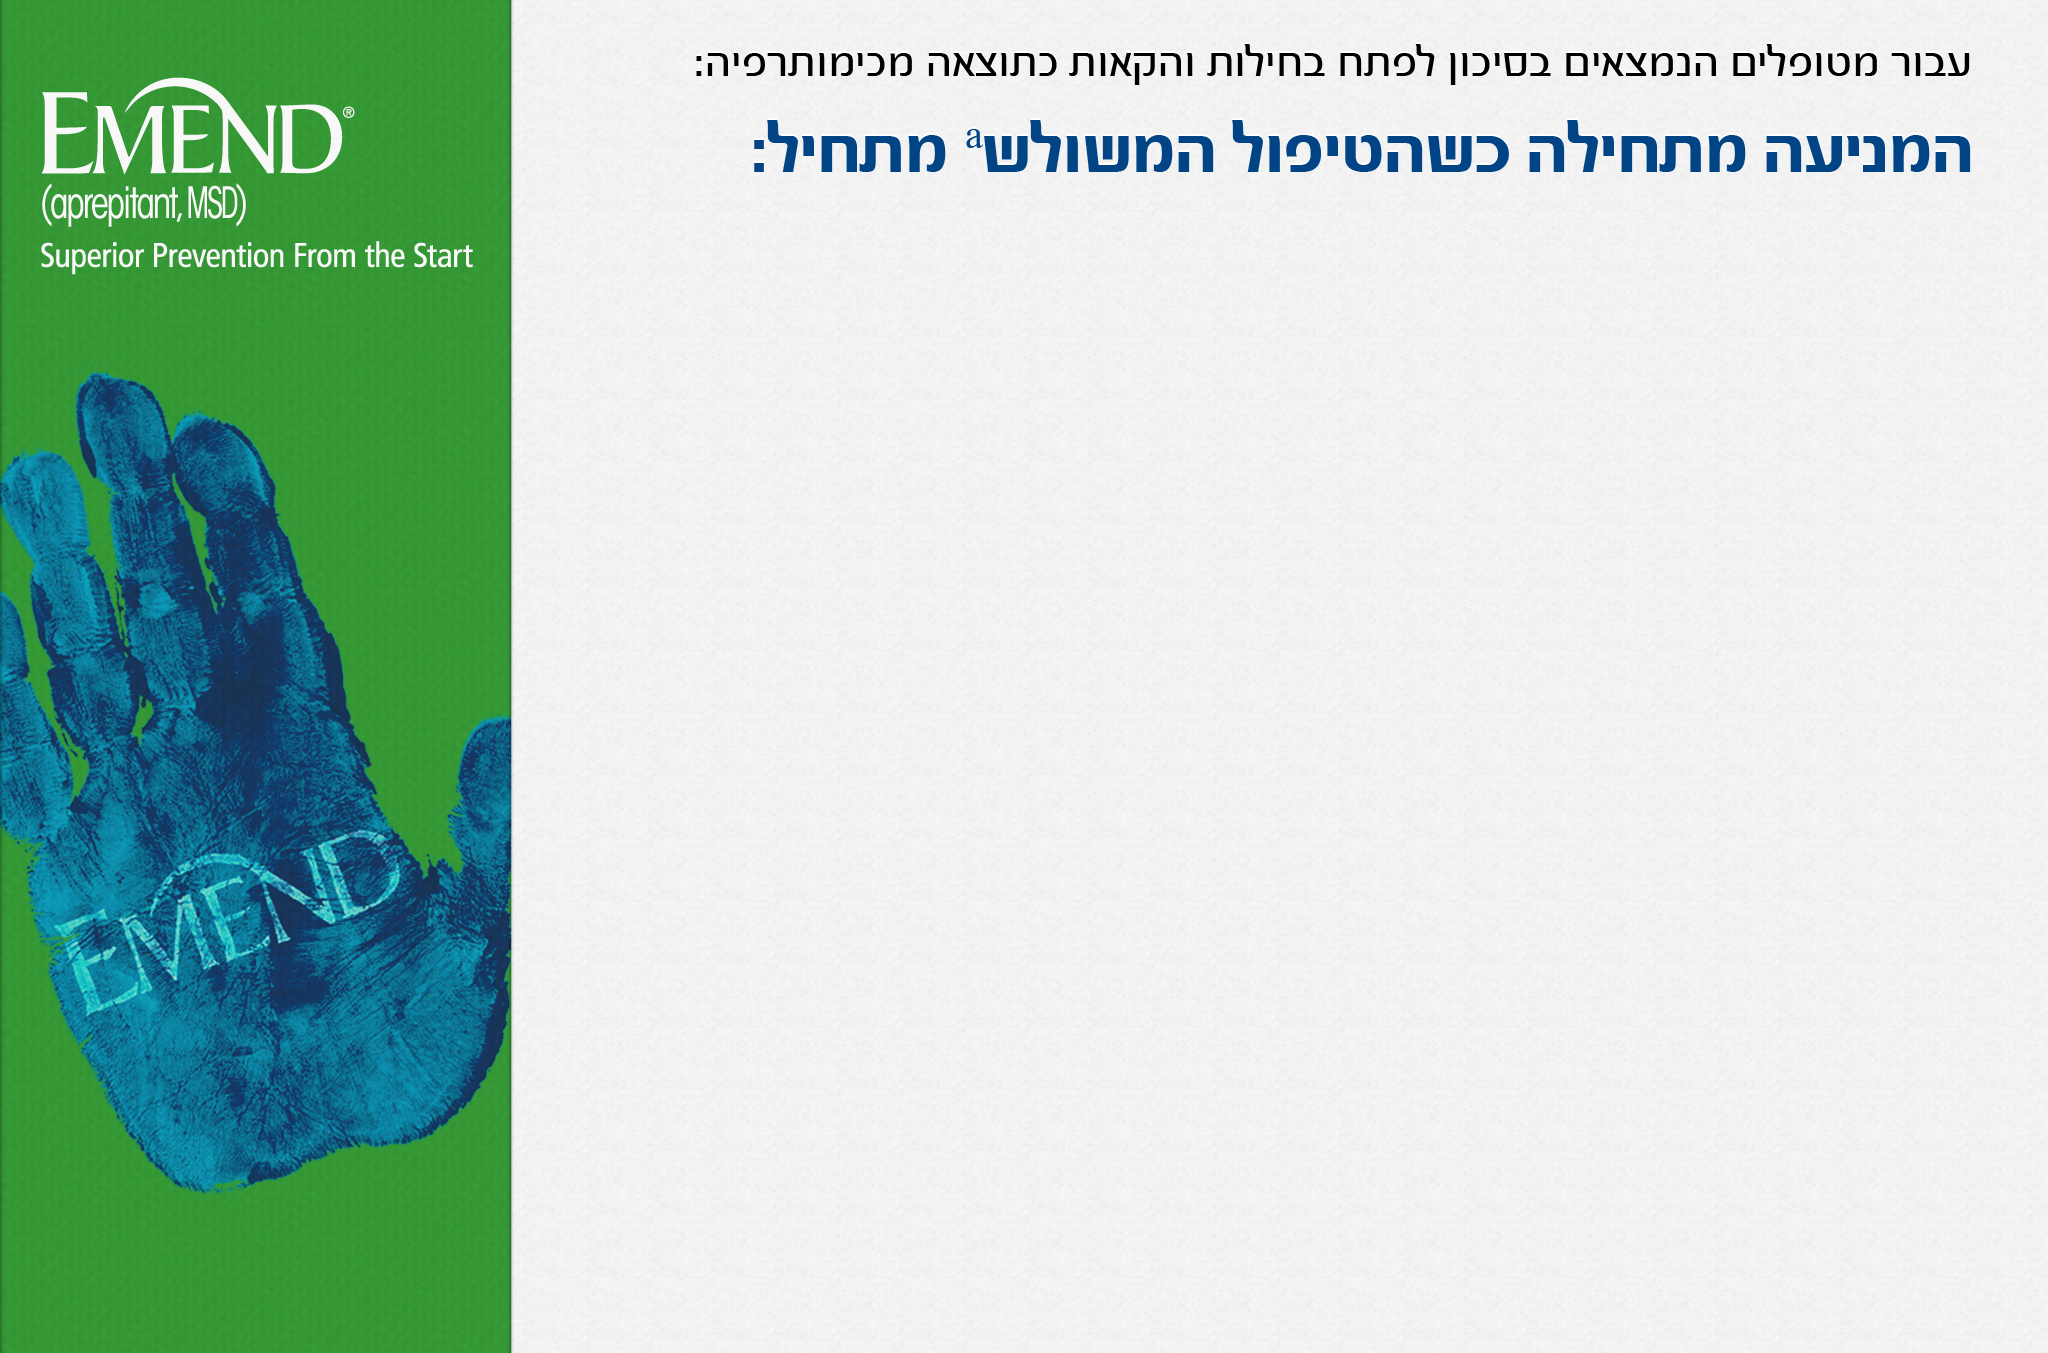 EMEND®
(aprepitant, MSD)
Superior Prevention From the Start
עבור מטופלים הנמצאים בסיכון לפתח בחילות והקאות כתוצאה מכימותרפיה:
המניעה מתחילה כשהטיפול המשולשa מתחיל:
EMEND